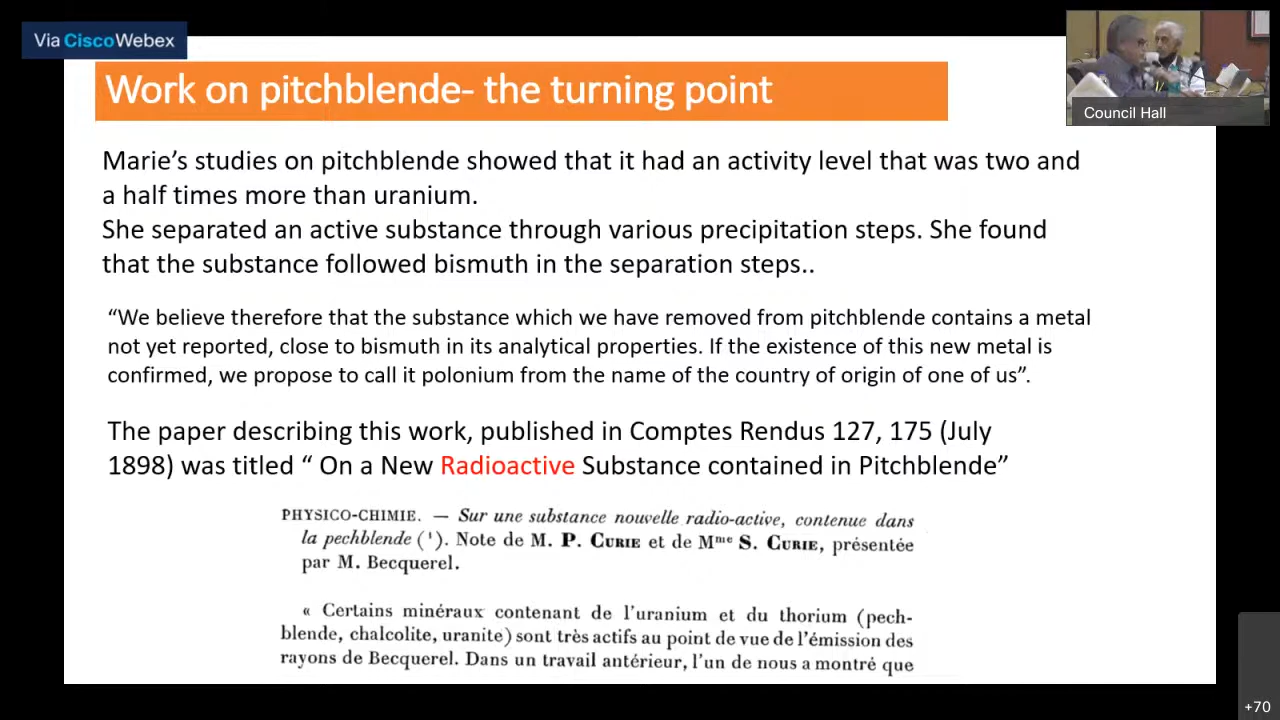 Via CiscoWebex
Work on pitchblende- the turning point
Council Hall
Marie's studies on pitchblende showed that it had an activity level that was two and
a half times more than uranium.
She separated an active substance through various precipitation steps. She found
that the substance followed bismuth in the separation steps..
“We believe therefore that the substance which we have removed from pitchblende contains a metal
not yet reported, close to bismuth in its analytical properties. If the existence of this new metal is
confirmed, we propose to call it polonium from the name of the country of origin of one of us”.
The paper describing this work, published in Comptes Rendus 127, 175 (July
1898) was titled “ On a New Radioactive Substance contained in Pitchblende”
PHYSICO-CHIMIE. — Sur une substance nouvelle radio-active, contenue dans
la pechblende (¹). Note de M. P. CURIE et de Mme S. CURIE, présentée
par M. Becquerel.
« Certains minéraux contenant de l'uranium et du thorium (pech-
blende, chalcolite, uranite) sont très actifs au point de vue de l'émission des
rayons de Becquerel. Dans un travail antérieur, l'un de nous a montré que
+70